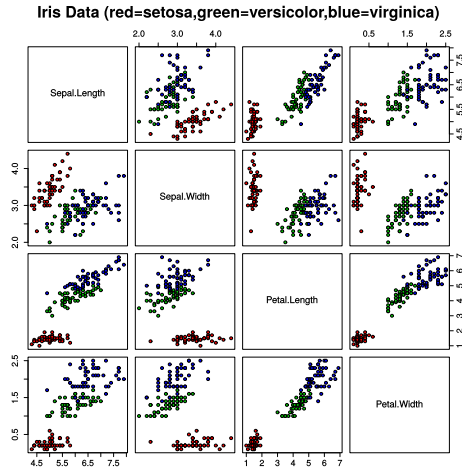 Iris Data (red=setosa,green=versicolor,blue=virginica)
2.0 3.0 4.0
0.5 1.5 2.5
Sepal.Length
4.5 5.5 6.5 7.5
2.0 3.0 4.0
Sepal.Width
Petal.Length
1 2 3 4 5 6 7
0.5 1.5 2.5
Petal.Width
4.5 5.5 6.5 7.5
1 2 3 4 5 6 7